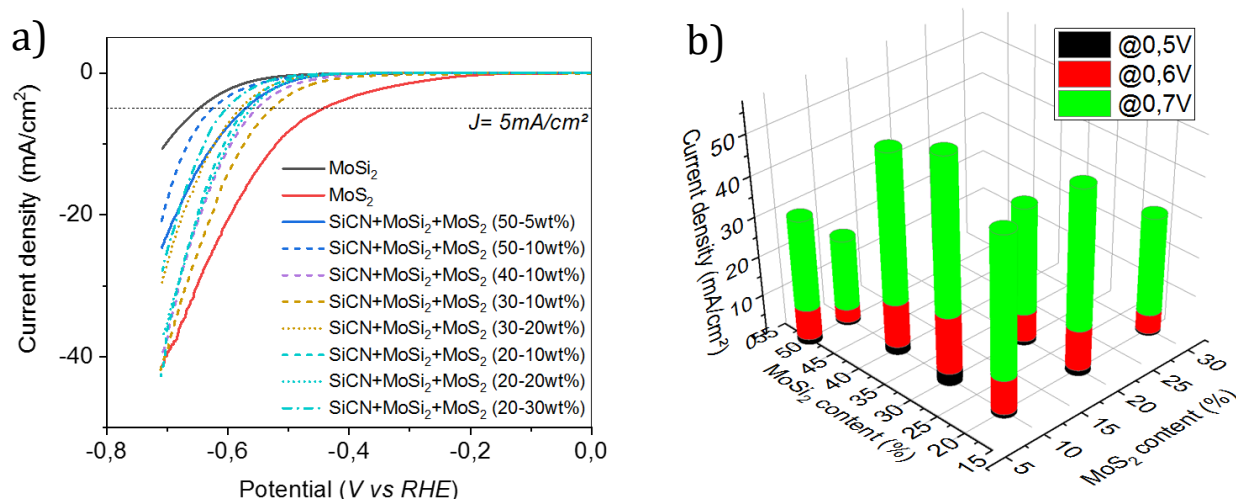 a)
0
-20
-40
-0,8
-0,6
-0,4
-0,2
0,0
Current density (mA/cm²)
Potential (V vs RHE)
J= 5mA/cm²
MoSi₂
MoS₂
SiCN+MoSi₂+MoS₂ (50-5wt%)
SiCN+MoSi₂+MoS₂ (50-10wt%)
SiCN+MoSi₂+MoS₂ (40-10wt%)
SiCN+MoSi₂+MoS₂ (30-10wt%)
SiCN+MoSi₂+MoS₂ (30-20wt%)
SiCN+MoSi₂+MoS₂ (20-10wt%)
SiCN+MoSi₂+MoS₂ (20-20wt%)
SiCN+MoSi₂+MoS₂ (20-30wt%)
b)
@0,5V
@0,6V
@0,7V
Current density (mA/cm²)
50
40
30
20
10
0
55
50
45
40
35
30
25
20
15
MoSi₂ content (%)
5
10
15
20
25
30
MoS₂ content (%)